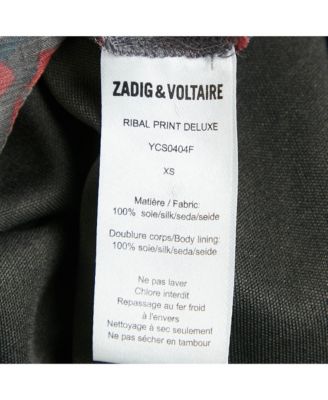 ZADIG & VOLTAIRE
RIBAL PRINT DELUXE
YCS0404F
XS
Matière / Fabric:
100% soie/silk/seda/seide
Doublure corps/Body lining:
100% soie/silk/seda/seide
Ne pas laver
Chlore interdit
Repassage au fer froid
à l'envers
Nettoyage à sec seulement
Ne pas sécher en tambour